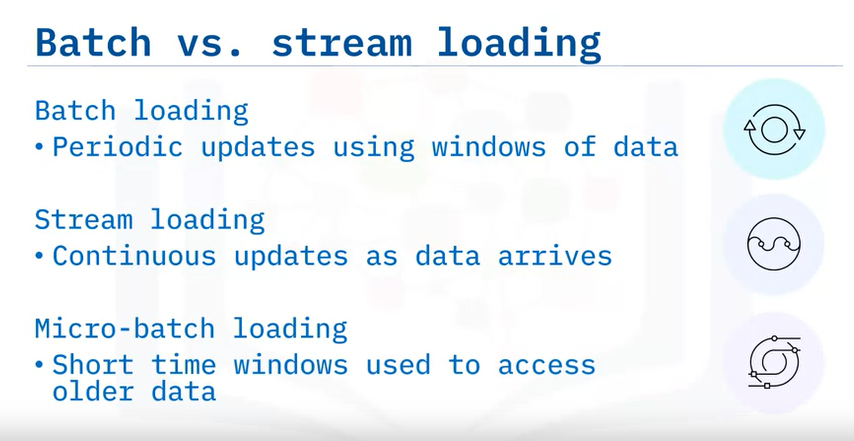 Batch vs. stream loading
Batch loading
• Periodic updates using windows of data
Stream loading
• Continuous updates as data arrives
Micro-batch loading
• Short time windows used to access
older data